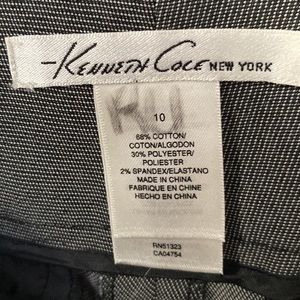 KENNETH COLE NEW YORK
10
68% COTTON/
COTON/ALGODON
30% POLYESTER/
POLIESTER
2% SPANDEX/ELASTANO
MADE IN CHINA
FABRIQUE EN CHINE
HECHO EN CHINA
RN51323
CA04754